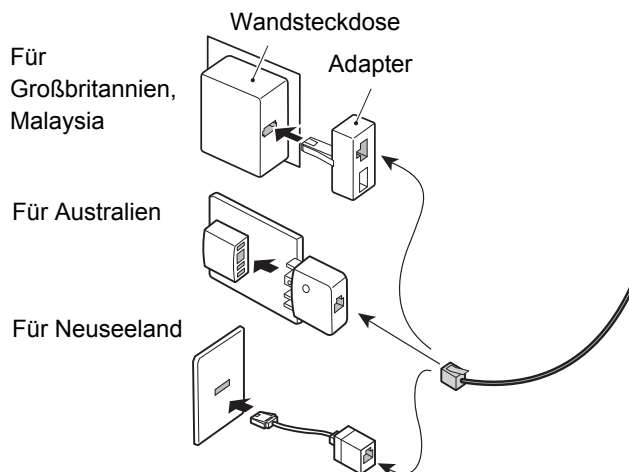 Wandsteckdose
Für
Großbritannien,
Malaysia
Adapter
Für Australien
Für Neuseeland